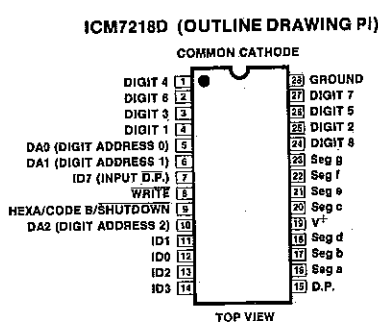 ICM7218D (OUTLINE DRAWING PI)
COMMON CATHODE
DIGIT 4 1 28 GROUND
DIGIT 6 2 27 DIGIT 7
DIGIT 3 3 26 DIGIT 5
DIGIT 1 4 25 DIGIT 2
DA0 (DIGIT ADDRESS 0) 5 24 DIGIT 8
DA1 (DIGIT ADDRESS 1) 6 23 Seg g
ID7 (INPUT D.P.) 7 22 Seg f
WRITE 8 21 Seg e
HEXA/CODE B/SHUTDOWN 9 20 Seg c
DA2 (DIGIT ADDRESS 2) 10 19 V+
ID1 11 18 Seg d
ID0 12 17 Seg b
ID2 13 16 Seg a
ID3 14 15 D.P.
TOP VIEW